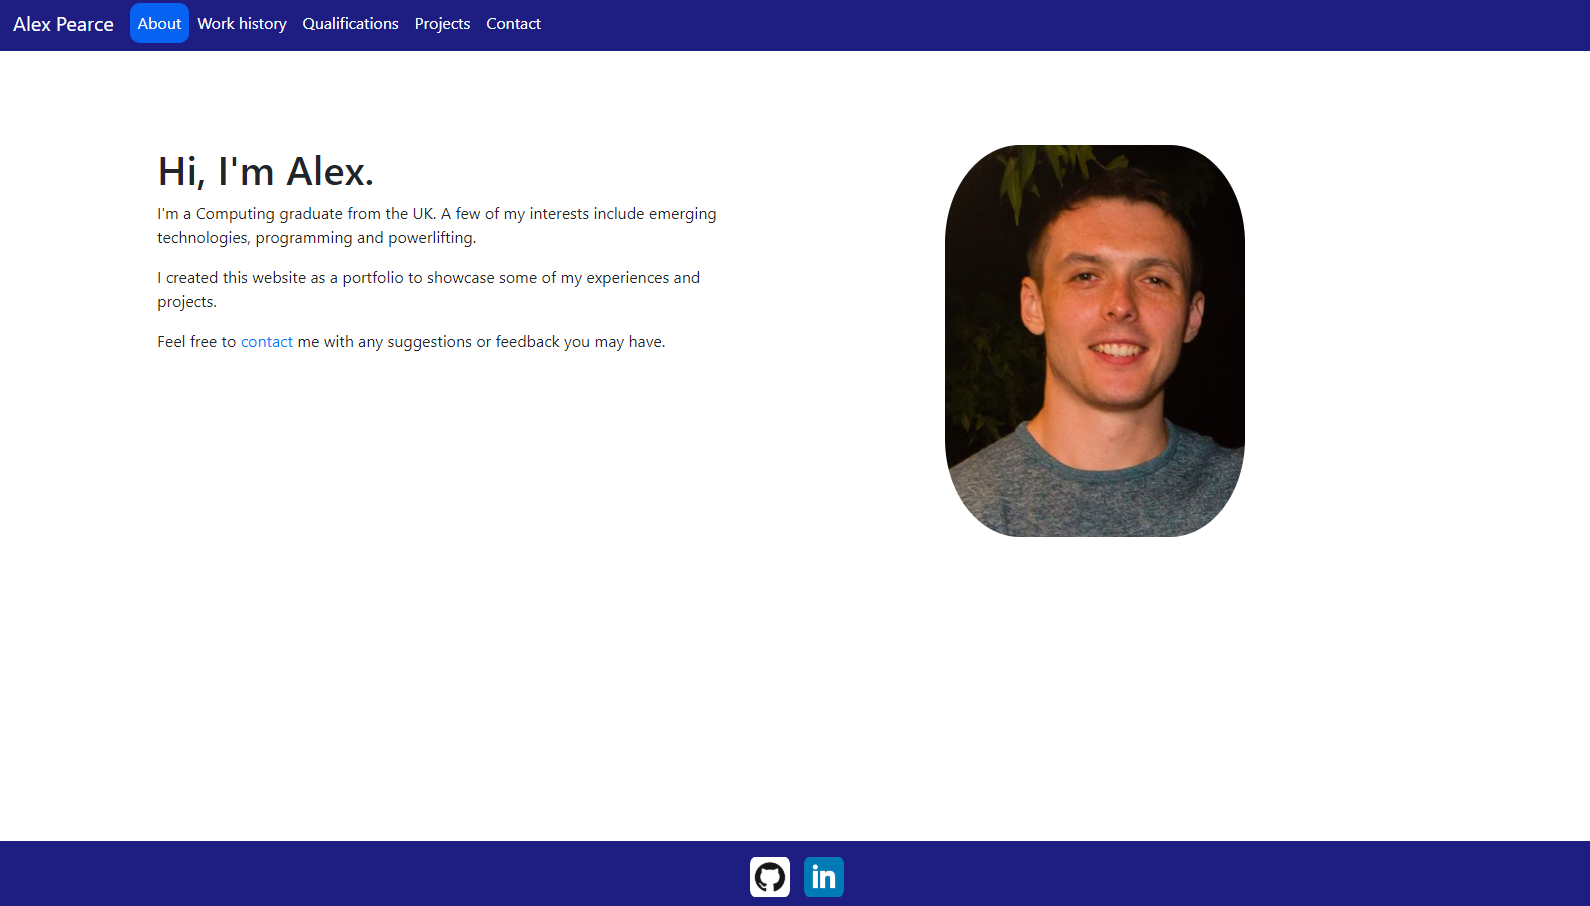 Alex Pearce About Work history Qualifications Projects Contact
Hi, I'm Alex.
I'm a Computing graduate from the UK. A few of my interests include emerging
technologies, programming and powerlifting.
I created this website as a portfolio to showcase some of my experiences and
projects.
Feel free to contact me with any suggestions or feedback you may have.
in